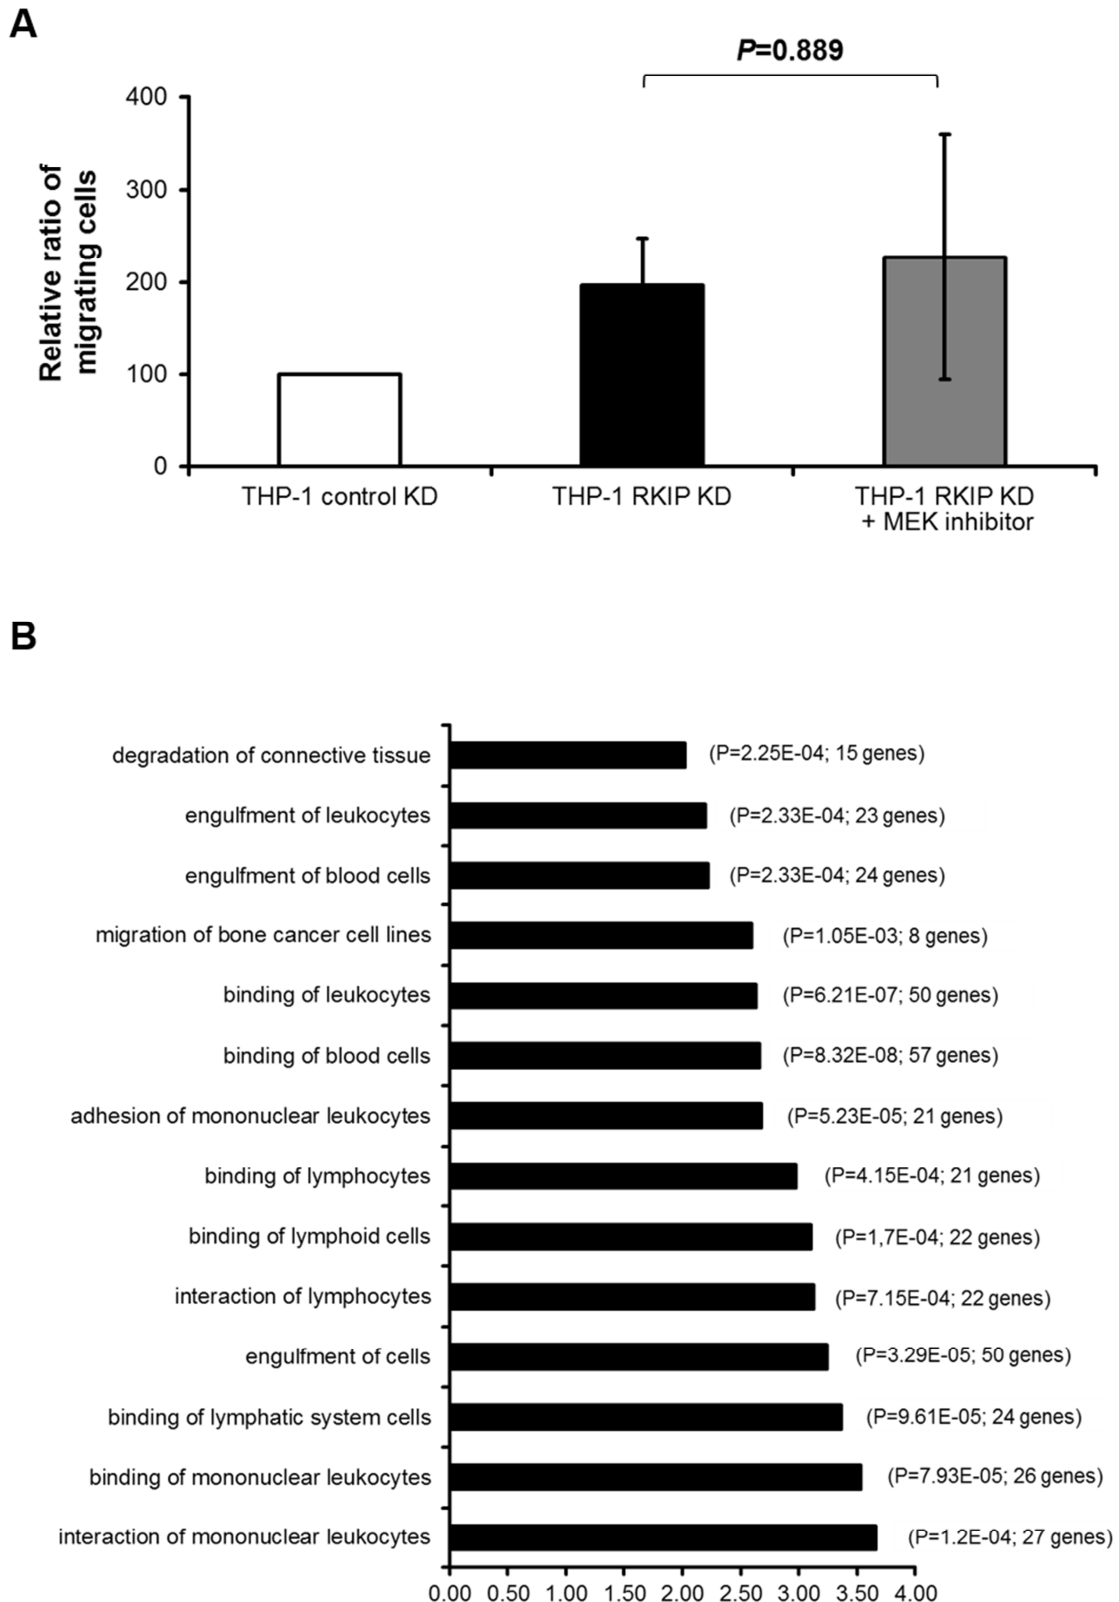 A
P=0.889
400
300
200
100
0
Relative ratio of
migrating cells
THP-1 control KD
THP-1 RKIP KD
THP-1 RKIP KD
+ MEK inhibitor
B
degradation of connective tissue (P=2.25E-04; 15 genes)
engulfment of leukocytes (P=2.33E-04; 23 genes)
engulfment of blood cells (P=2.33E-04; 24 genes)
migration of bone cancer cell lines (P=1.05E-03; 8 genes)
binding of leukocytes (P=6.21E-07; 50 genes)
binding of blood cells (P=8.32E-08; 57 genes)
adhesion of mononuclear leukocytes (P=5.23E-05; 21 genes)
binding of lymphocytes (P=4.15E-04; 21 genes)
binding of lymphoid cells (P=1,7E-04; 22 genes)
interaction of lymphocytes (P=7.15E-04; 22 genes)
engulfment of cells (P=3.29E-05; 50 genes)
binding of lymphatic system cells (P=9.61E-05; 24 genes)
binding of mononuclear leukocytes (P=7.93E-05; 26 genes)
interaction of mononuclear leukocytes (P=1.2E-04; 27 genes)
0.00 0.50 1.00 1.50 2.00 2.50 3.00 3.50 4.00